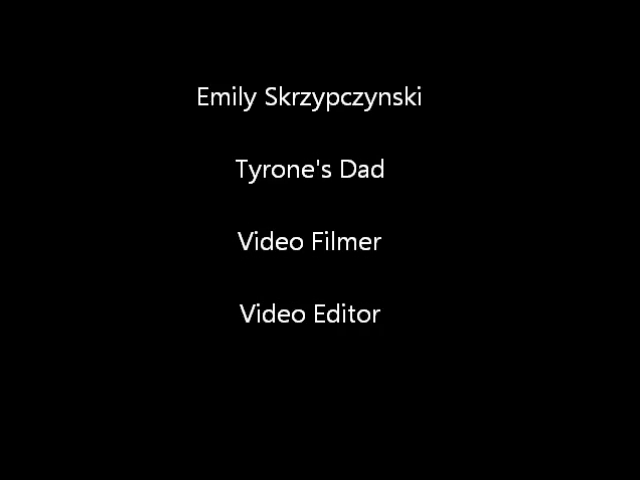 Emily Skrzypczynski
Tyrone's Dad
Video Filmer
Video Editor